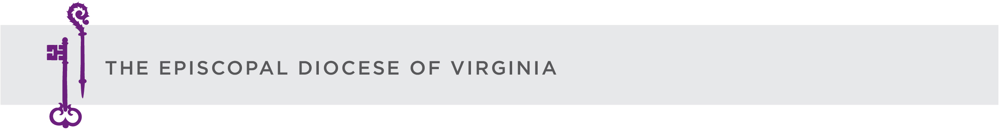 THE EPISCOPAL DIOCESE OF VIRGINIA